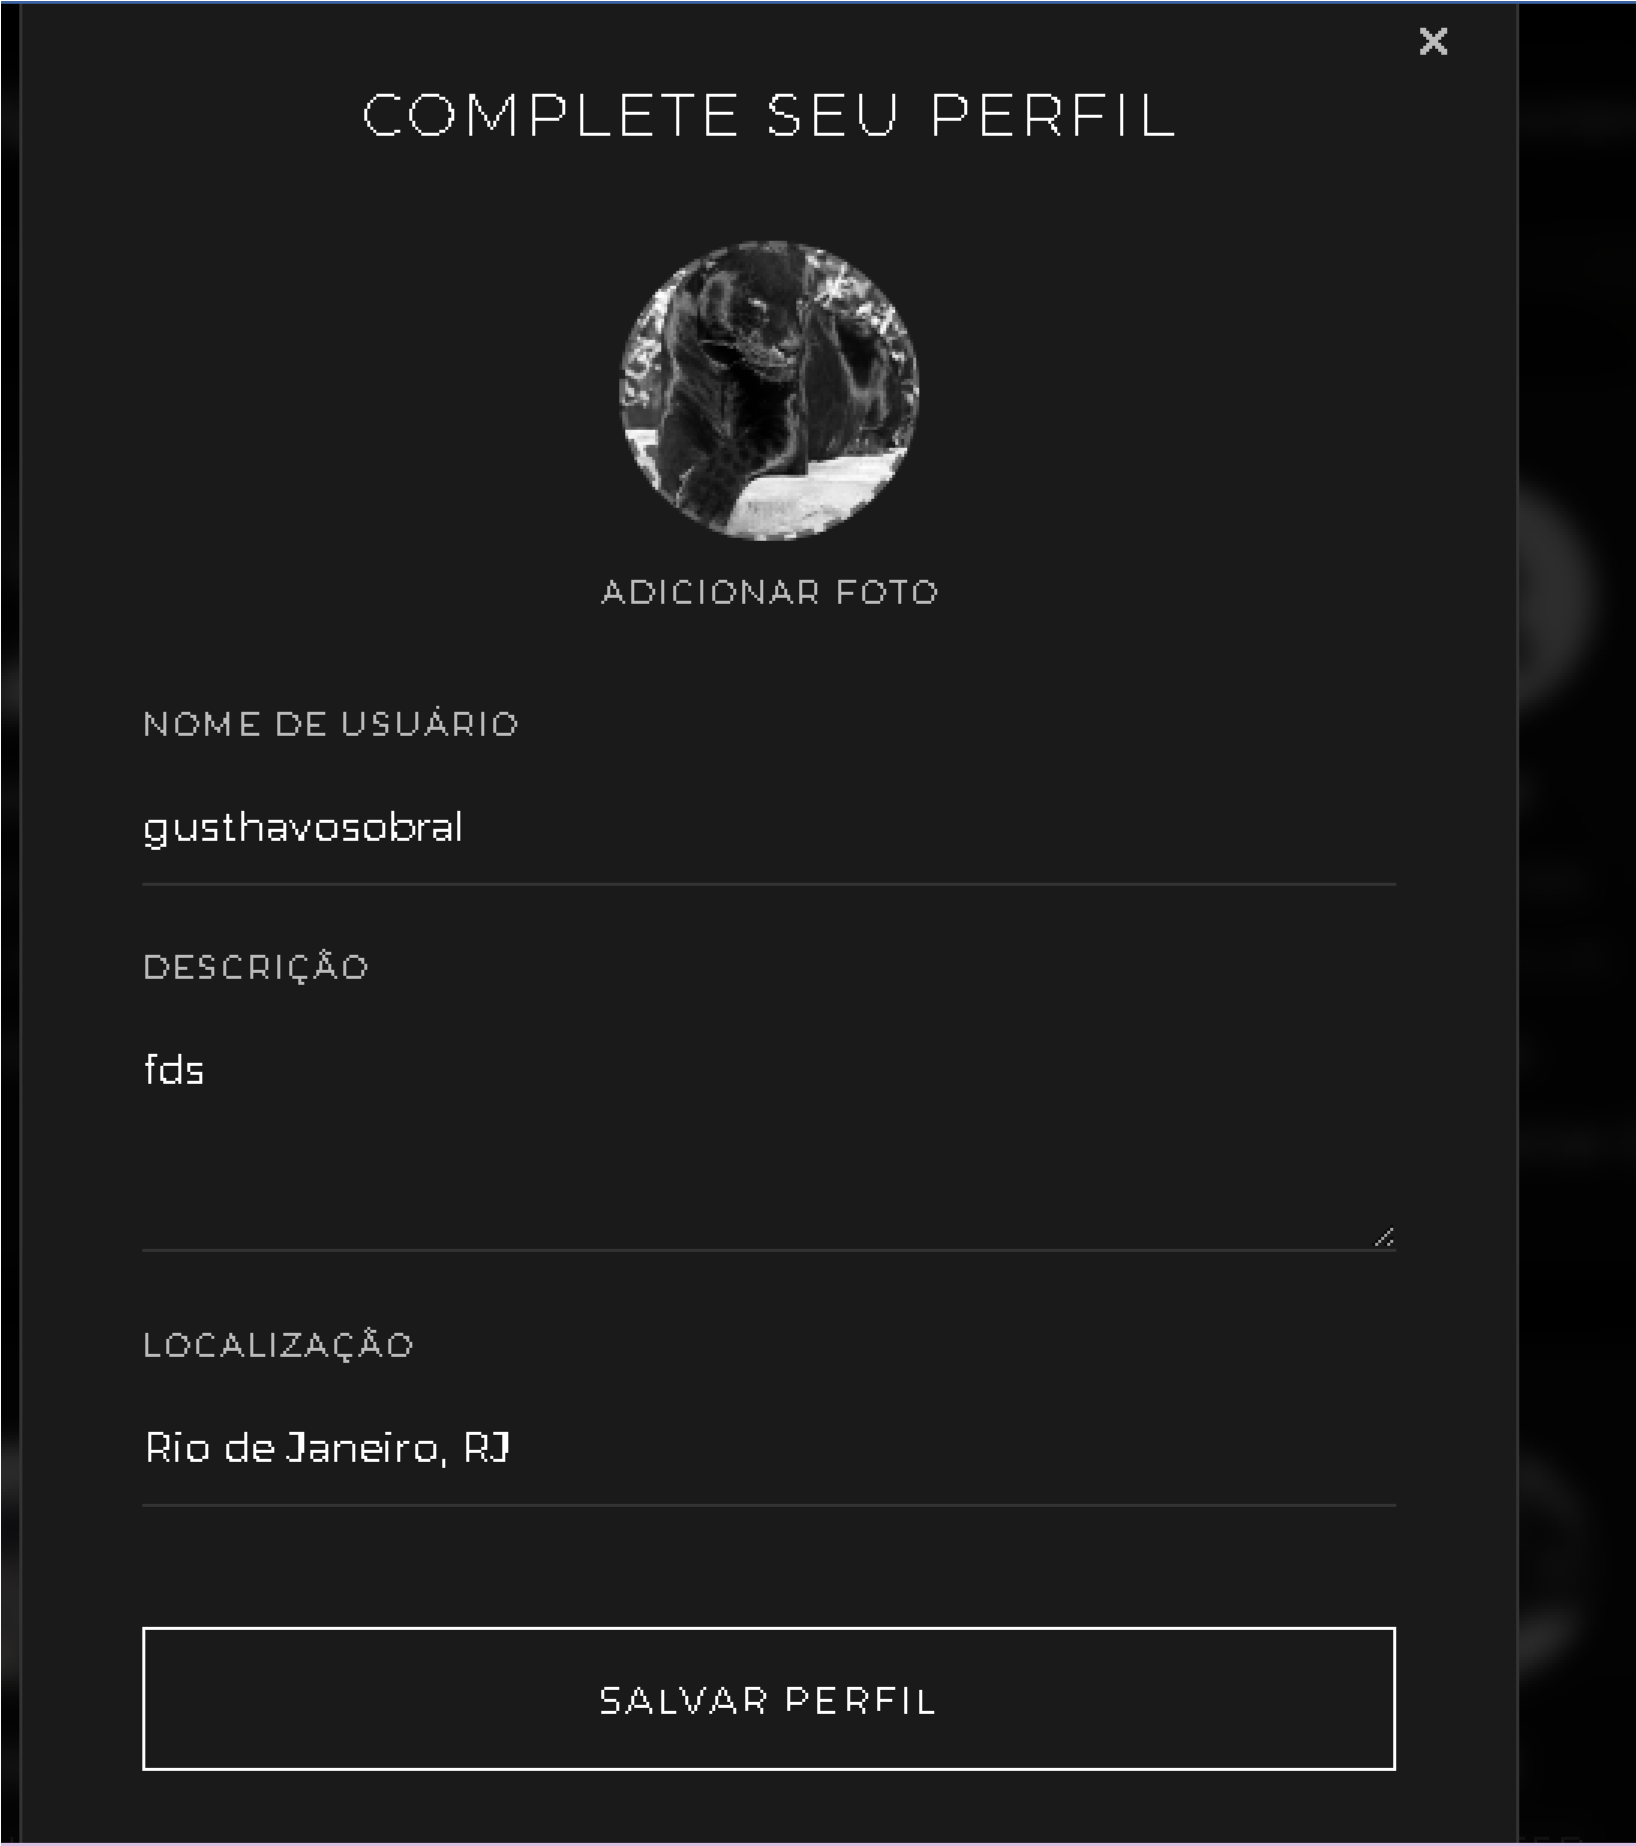 COMPLETE SEU PERFIL
ADICIONAR FOTO
NOME DE USUÁRIO
gusthavosobral
DESCRIÇÃO
fds
LOCALIZAÇÃO
Rio de Janeiro, RJ
SALVAR PERFIL